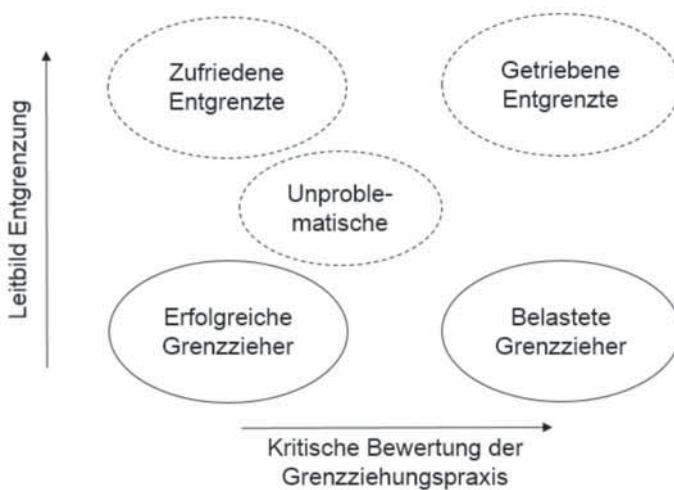 Zufriedene
Entgrenzte
Getriebene
Entgrenzte
Unproble-
matische
Leitbild Entgrenzung
Erfolgreiche
Grenzzieher
Belastete
Grenzzieher
Kritische Bewertung der
Grenzziehungspraxis